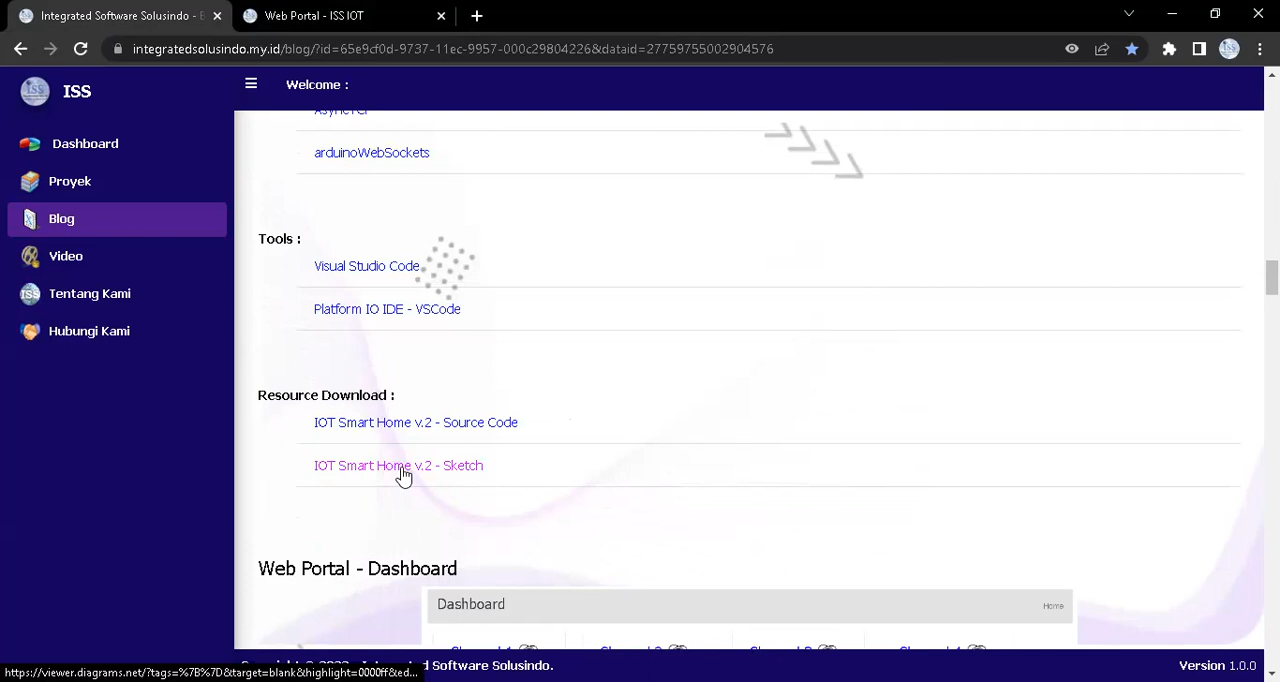 Integrated Software Solusindo -
Web Portal - ISS IOT
integratedsolusindo.my.id/blog/?id=65e9cf0d-9737-11ec-9957-000c29804226&dataid=27759755002904576
ISS
Welcome :
Dashboard
Proyek
Blog
Video
Tentang Kami
Hubungi Kami
arduinoWebSockets
Tools :
Visual Studio Code
Platform IO IDE - VSCode
Resource Download :
IOT Smart Home v.2 - Source Code
IOT Smart Home v.2 - Sketch
Web Portal - Dashboard
Dashboard
Home
Integrated Software Solusindo.
Version 1.0.0
https://viewer.diagrams.net/?tags=%7B%7D&target=blank&highlight=0000ff&ed...